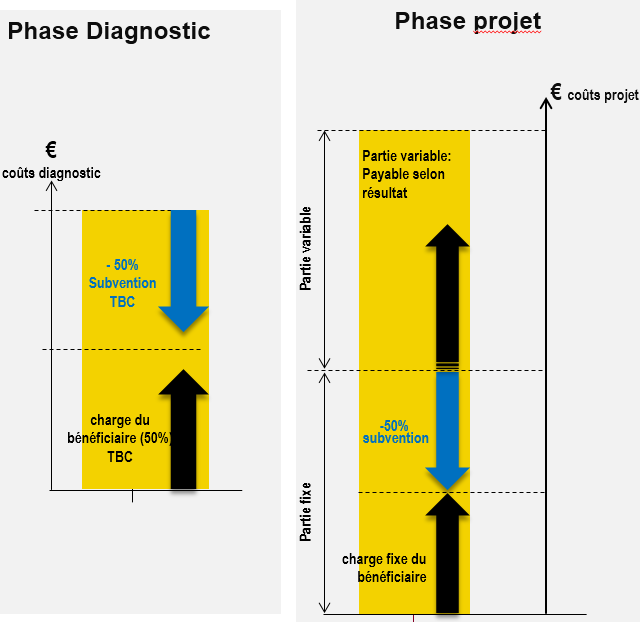 Phase Diagnostic
€
coûts diagnostic
- 50%
Subvention
TBC
charge du
bénéficiaire (50%)
TBC
Phase projet
€ coûts projet
Partie variable:
Payable selon
résultat
Partie variable
-50%
subvention
Partie fixe
charge fixe du
bénéficiaire